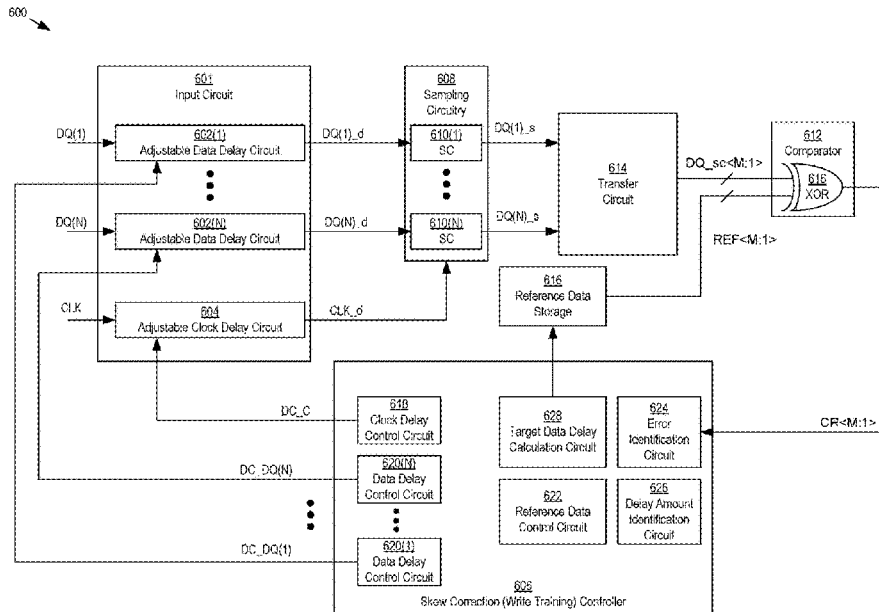 600
601
Input Circuit
608
Sampling
Circuitry
DQ(1)
602(1)
Adjustable Data Delay Circuit
DQ(1)_d
610(1)
SC
DQ(1)_s
614
Transfer
Circuit
DQ_sc<M:1>
612
Comparator
616
XOR
DQ(N)
602(N)
Adjustable Data Delay Circuit
DQ(N)_d
610(N)
SC
DQ(N)_s
REF<M:1>
CLK
604
Adjustable Clock Delay Circuit
CLK_d
616
Reference Data
Storage
DC_C
618
Clock Delay
Control Circuit
628
Target Data Delay
Calculation Circuit
624
Error
Identification
Circuit
CR<M:1>
DC_DQ(N)
620(N)
Data Delay
Control Circuit
622
Reference Data
Control Circuit
626
Delay Amount
Identification
Circuit
DC_DQ(1)
620(1)
Data Delay
Control Circuit
606
Skew Correction (Write Training) Controller